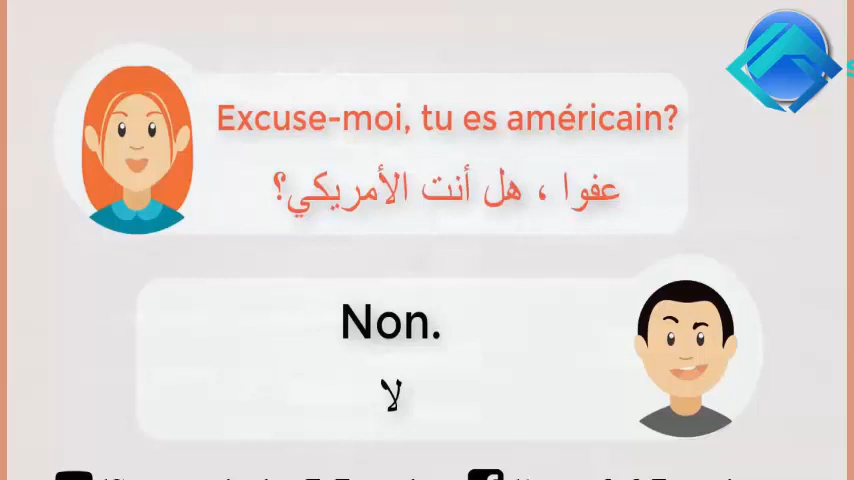 Excuse-moi, tu es américain?
عفوا ، هل أنت الأمريكي؟
Non.
لا